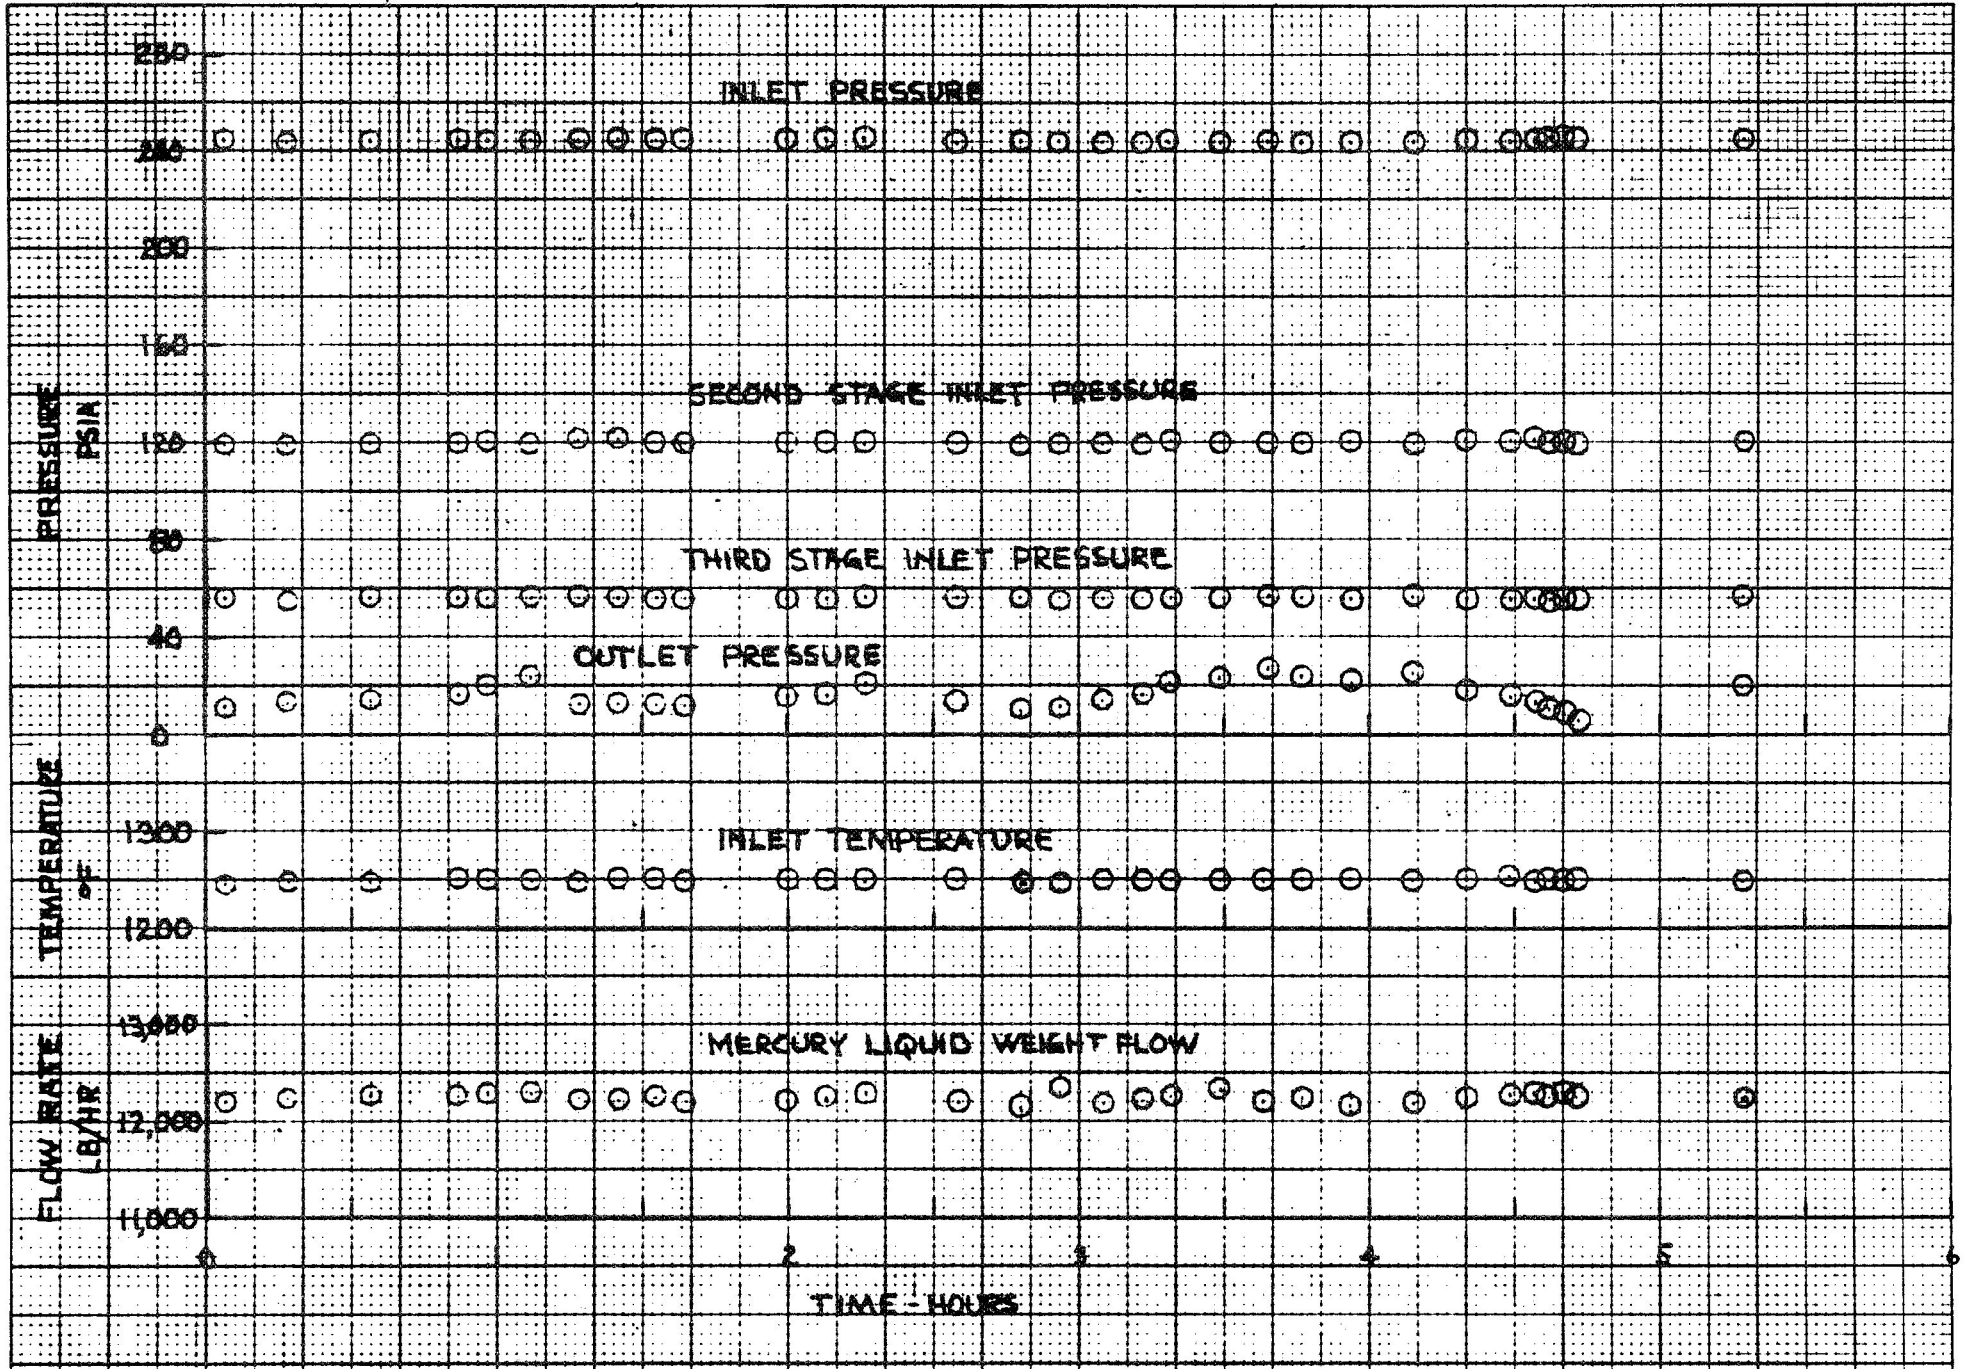 280
INLET PRESSURE
240
200
160
SECOND STAGE INLET PRESSURE
120
80
THIRD STAGE INLET PRESSURE
40
OUTLET PRESSURE
0
PRESSURE
PSIA
1300
INLET TEMPERATURE
1200
TEMPERATURE
°F
13,000
MERCURY LIQUID WEIGHT FLOW
12,000
11,000
FLOW RATE
LB/HR
0 2 3 4 5 6
TIME - HOURS